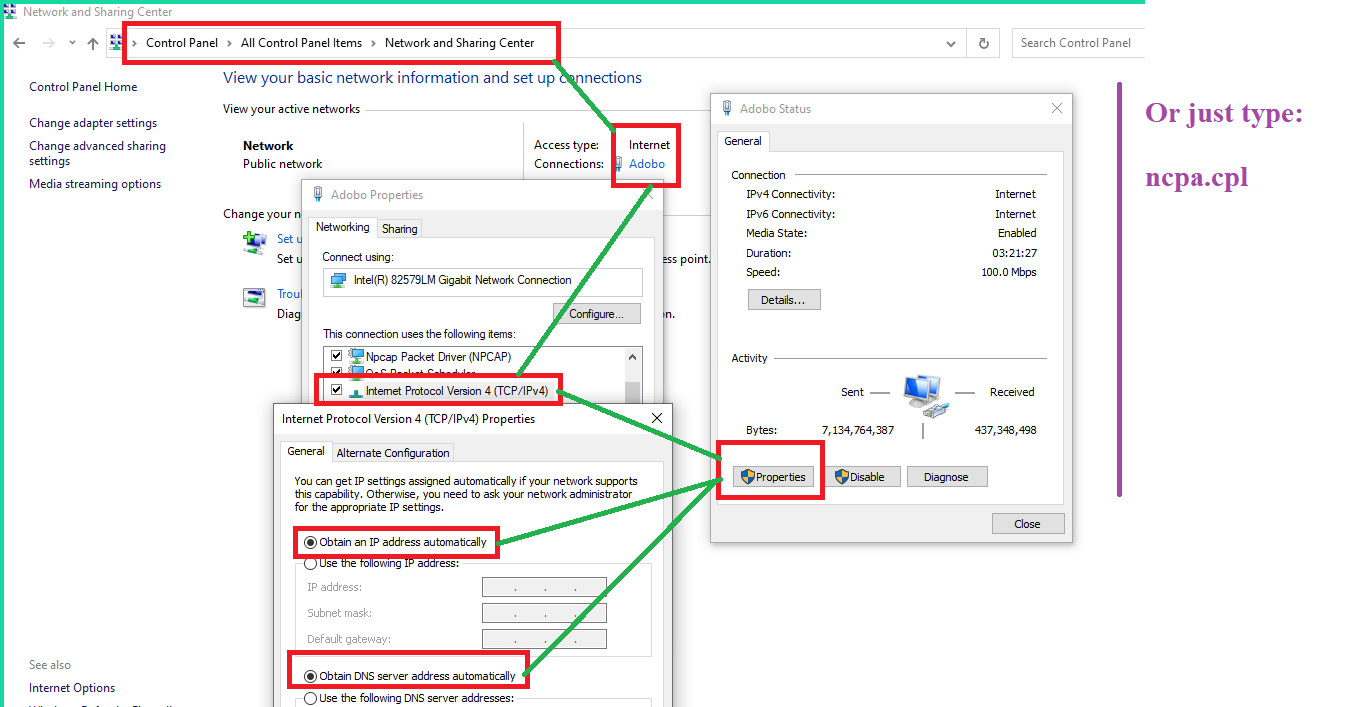 Network and Sharing Center
Control Panel > All Control Panel Items > Network and Sharing Center
Search Control Panel
Control Panel Home
Change adapter settings
Change advanced sharing
settings
Media streaming options
See also
Internet Options
View your basic network information and set up connections
View your active networks
Network
Public network
Access type: Internet
Connections: Adobo
Change your n
Set u
Set u
ess point.
Trou
Diag
n.
Adobo Properties
Networking Sharing
Connect using:
Intel(R) 82579LM Gigabit Network Connection
Configure...
This connection uses the following items:
Npcap Packet Driver (NPCAP)
QoS Packet Scheduler
Internet Protocol Version 4 (TCP/IPv4)
Internet Protocol Version 4 (TCP/IPv4) Properties
General Alternate Configuration
You can get IP settings assigned automatically if your network supports
this capability. Otherwise, you need to ask your network administrator
for the appropriate IP settings.
Obtain an IP address automatically
Use the following IP address:
IP address: . . .
Subnet mask: . . .
Default gateway: . . .
Obtain DNS server address automatically
Use the following DNS server addresses:
Adobo Status
General
Connection
IPv4 Connectivity: Internet
IPv6 Connectivity: Internet
Media State: Enabled
Duration: 03:21:27
Speed: 100.0 Mbps
Details...
Activity
Sent Received
Bytes: 7,134,764,387 437,348,498
Properties Disable Diagnose
Close
Or just type:
ncpa.cpl